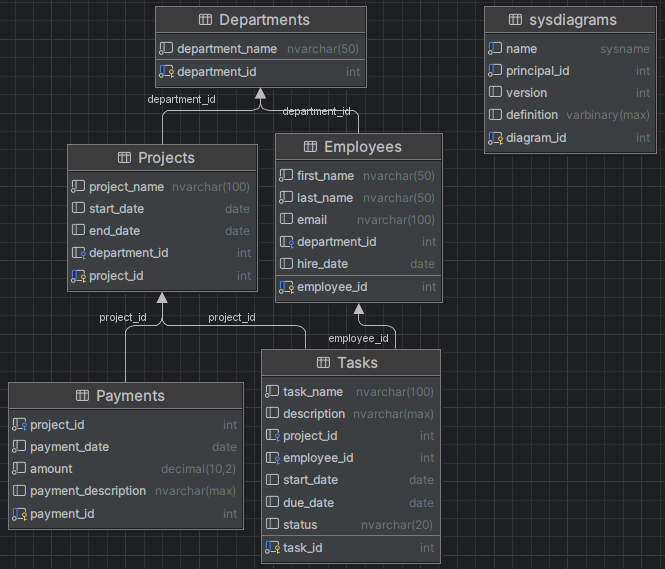 Departments
department_name nvarchar(50)
department_id int
sysdiagrams
name sysname
principal_id int
version int
definition varbinary(max)
diagram_id int
department_id
department_id
Projects
project_name nvarchar(100)
start_date date
end_date date
department_id int
project_id int
Employees
first_name nvarchar(50)
last_name nvarchar(50)
email nvarchar(100)
department_id int
hire_date date
employee_id int
project_id
project_id
employee_id
Payments
project_id int
payment_date date
amount decimal(10,2)
payment_description nvarchar(max)
payment_id int
Tasks
task_name nvarchar(100)
description nvarchar(max)
project_id int
employee_id int
start_date date
due_date date
status nvarchar(20)
task_id int